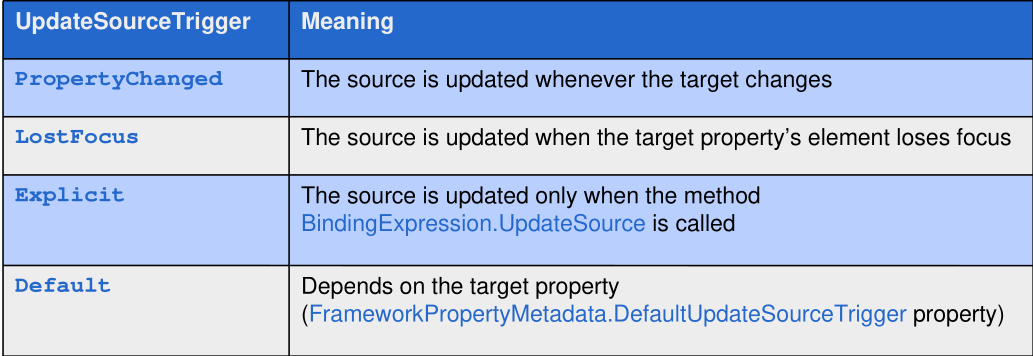 UpdateSourceTrigger Meaning
PropertyChanged The source is updated whenever the target changes
LostFocus The source is updated when the target property's element loses focus
Explicit The source is updated only when the method
BindingExpression.UpdateSource is called
Default Depends on the target property
(FrameworkPropertyMetadata.DefaultUpdateSourceTrigger property)